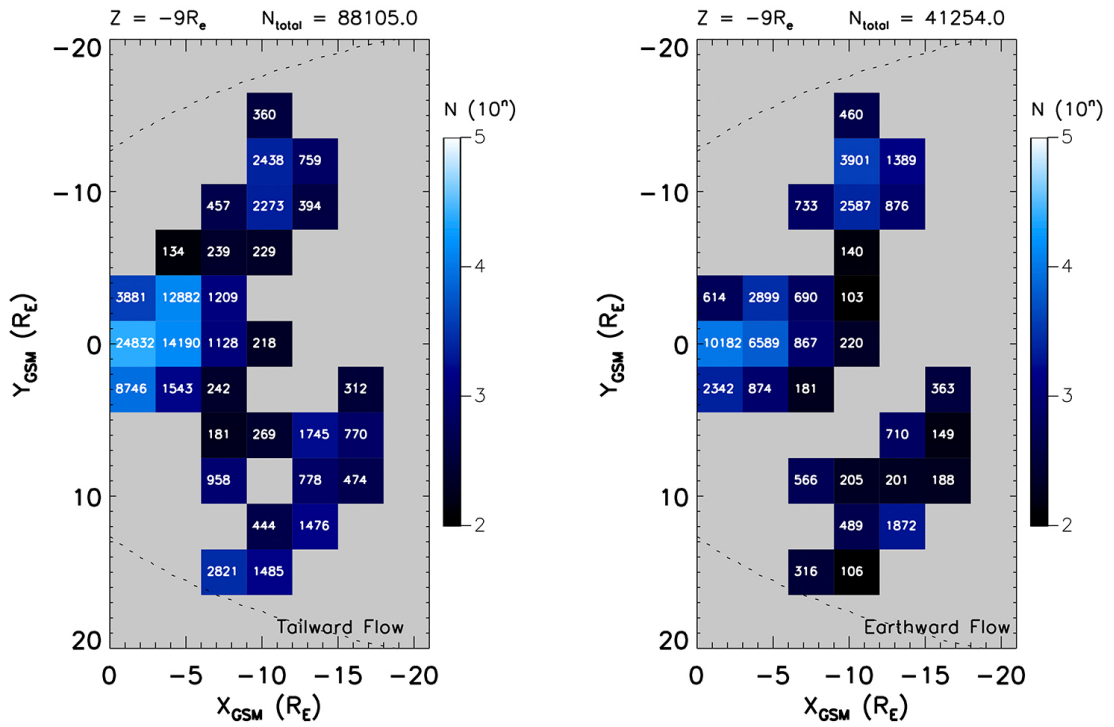 Z = -9Rₑ N_total = 88105.0
-20
-10
0
10
20
Y_GSM (R_E)
360
2438 759
457 2273 394
134 239 229
3881 12882 1209
24832 14190 1128 218
8746 1543 242 312
181 269 1745 770
958 778 474
444 1476
2821 1485
Tailward Flow
0 -5 -10 -15 -20
X_GSM (R_E)
N (10ⁿ)
5
4
3
2
Z = -9Rₑ N_total = 41254.0
-20
-10
0
10
20
Y_GSM (R_E)
460
3901 1389
733 2587 876
140
614 2899 690 103
10182 6589 867 220
2342 874 181 363
710 149
566 205 201 188
489 1872
316 106
Earthward Flow
0 -5 -10 -15 -20
X_GSM (R_E)
N (10ⁿ)
5
4
3
2